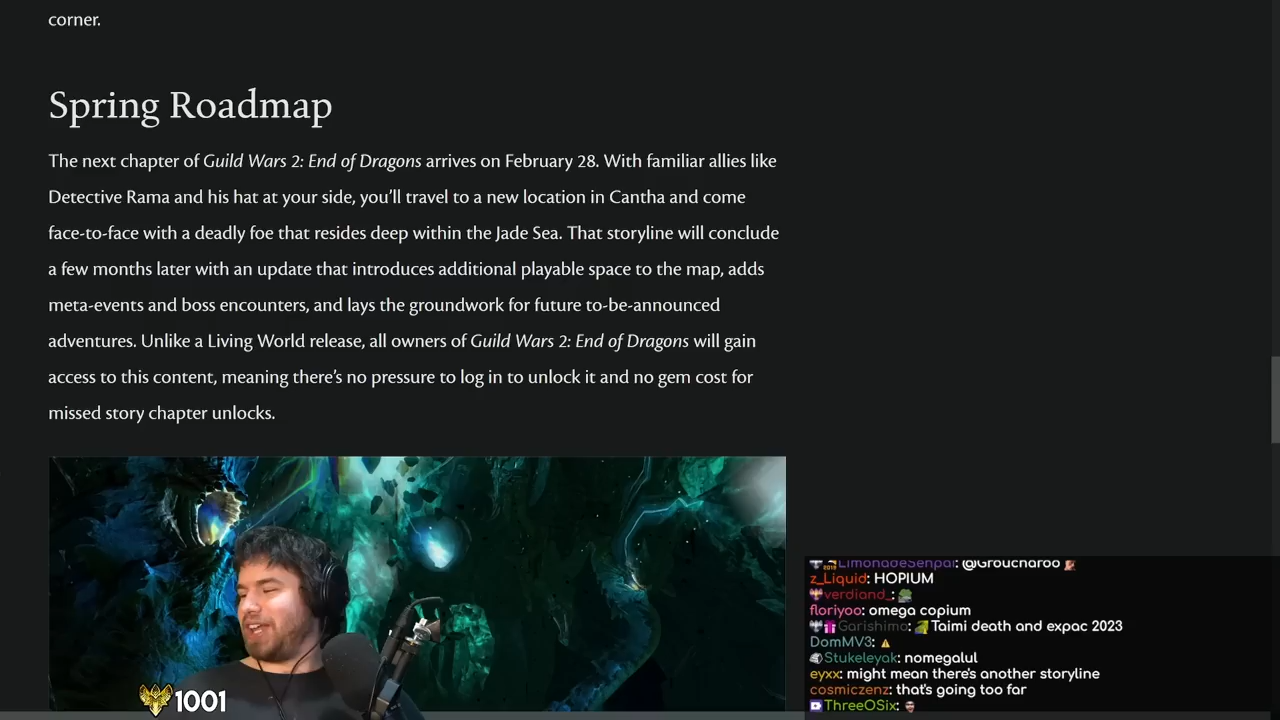 corner.
Spring Roadmap
The next chapter of Guild Wars 2: End of Dragons arrives on February 28. With familiar allies like
Detective Rama and his hat at your side, you’ll travel to a new location in Cantha and come
face-to-face with a deadly foe that resides deep within the Jade Sea. That storyline will conclude
a few months later with an update that introduces additional playable space to the map, adds
meta-events and boss encounters, and lays the groundwork for future to-be-announced
adventures. Unlike a Living World release, all owners of Guild Wars 2: End of Dragons will gain
access to this content, meaning there’s no pressure to log in to unlock it and no gem cost for
missed story chapter unlocks.
LimonadeSenpai: @Grouchar00
z_Liquid: HOPIUM
verdiand_:
floriyoo: omega copium
Garishimo: Taimi death and expac 2023
DomMV3:
Stukeleyak: nomegalul
eyxx: might mean there's another storyline
cosmiczenz: that's going too far
ThreeOSix:
1001